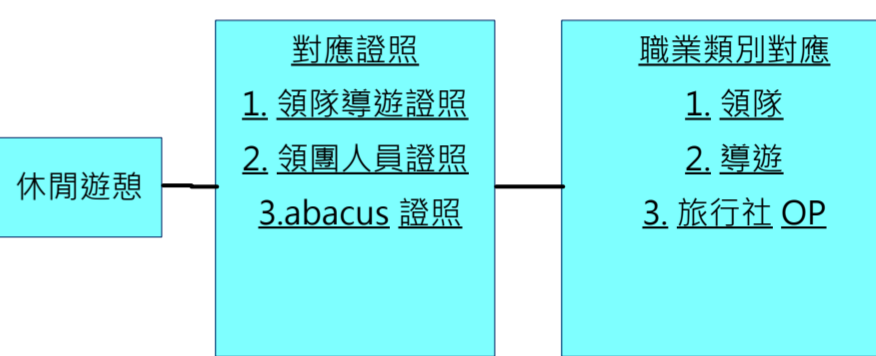 休閒遊憩
對應證照
1. 領隊導遊證照
2. 領團人員證照
3.abacus 證照
職業類別對應
1. 領隊
2. 導遊
3. 旅行社 OP